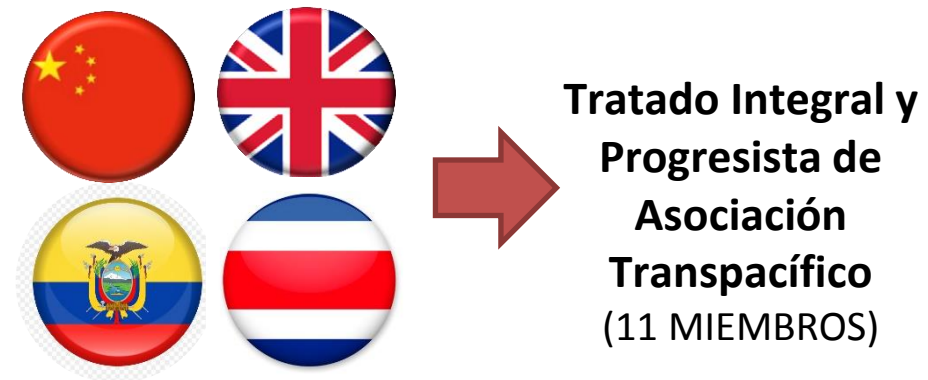 Tratado Integral y
Progresista de
Asociación
Transpacífico
(11 MIEMBROS)